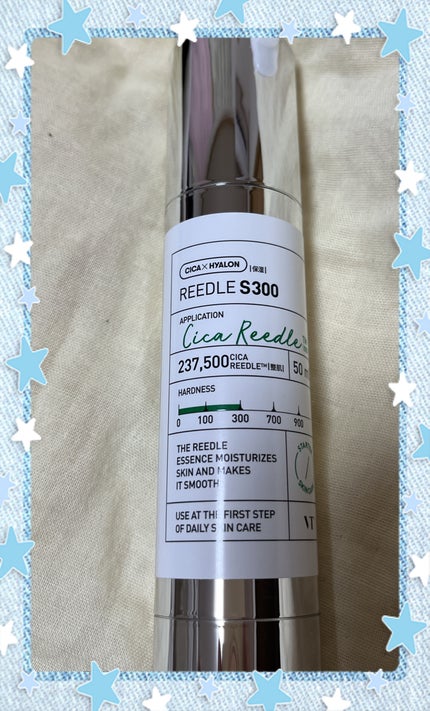 CICA×HYALON |保湿|
REEDLE S300
APPLICATION
Cica Reedle
237,500 CICA REEDLE™|整肌| 50
HARDNESS
0 100 300 700 900
THE REEDLE
ESSENCE MOISTURIZES
SKIN AND MAKES
IT SMOOTH
USE AT THE FIRST STEP
OF DAILY SKIN CARE
VT